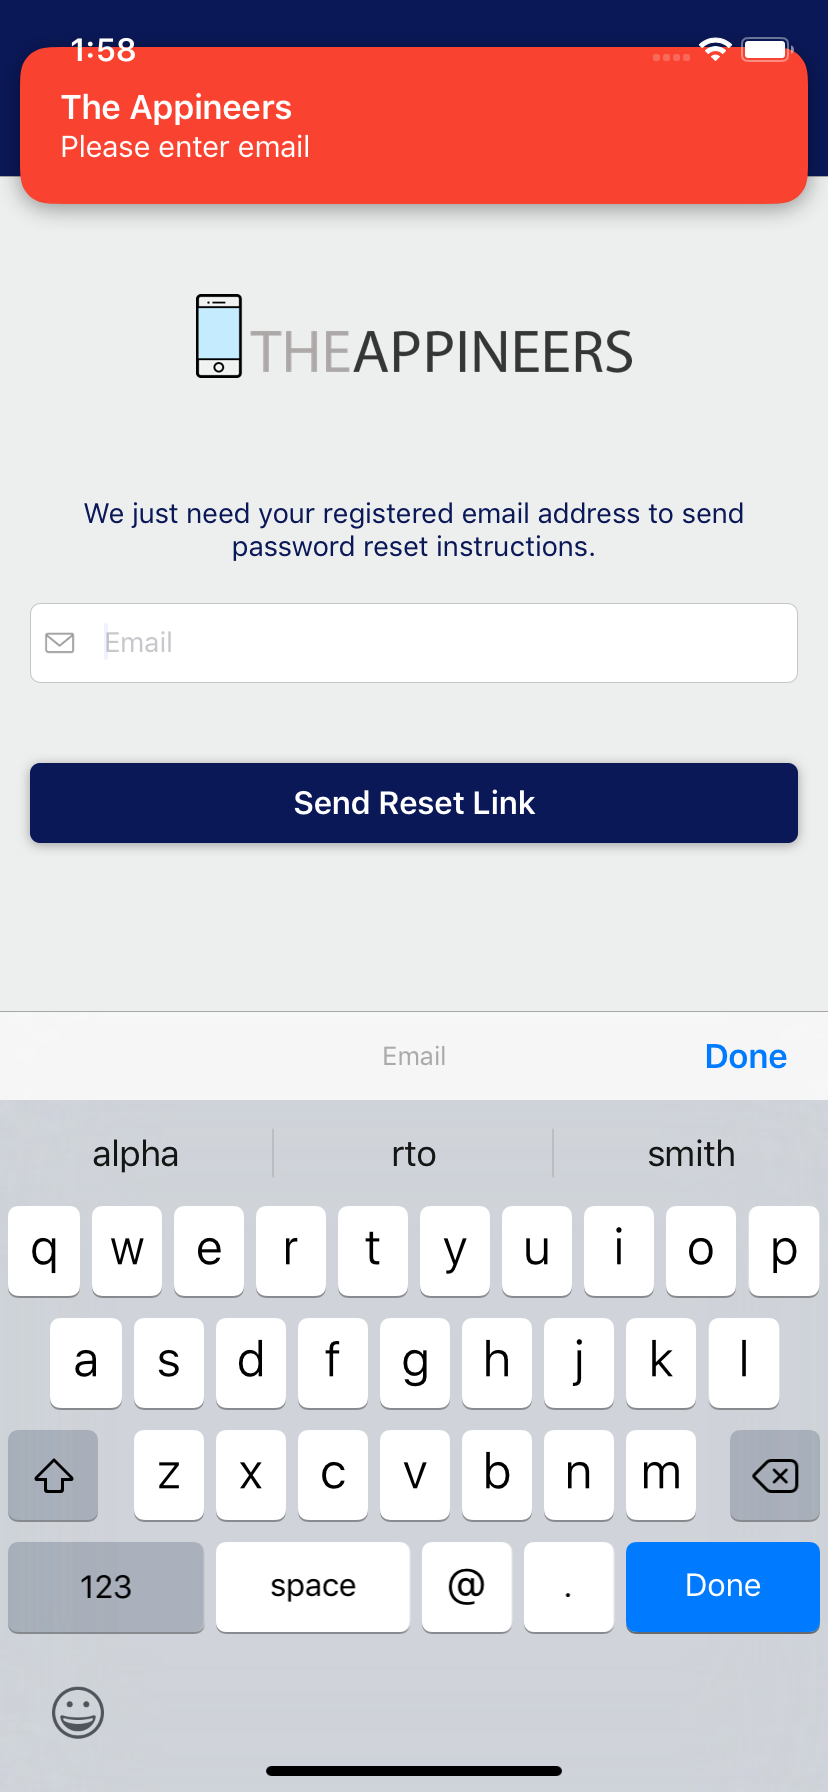 1:58
The Appineers
Please enter email
THEAPPINEERS
We just need your registered email address to send
password reset instructions.
Email
Send Reset Link
Email Done
alpha rto smith
q w e r t y u i o p
a s d f g h j k l
z x c v b n m
123 space @ . Done